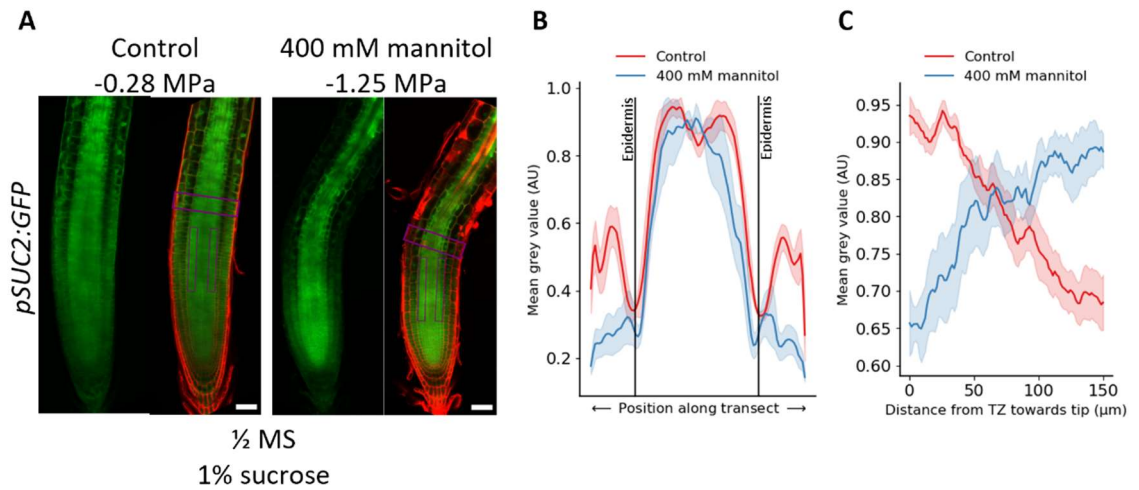 A
Control
-0.28 MPa
400 mM mannitol
-1.25 MPa
pSUC2:GFP
½ MS
1% sucrose
B
Control
400 mM mannitol
Mean grey value (AU)
1.0
0.8
0.6
0.4
0.2
Epidermis
Epidermis
← Position along transect →
C
Control
400 mM mannitol
Mean grey value (AU)
0.95
0.90
0.85
0.80
0.75
0.70
0.65
0.60
0
50
100
150
Distance from TZ towards tip (μm)